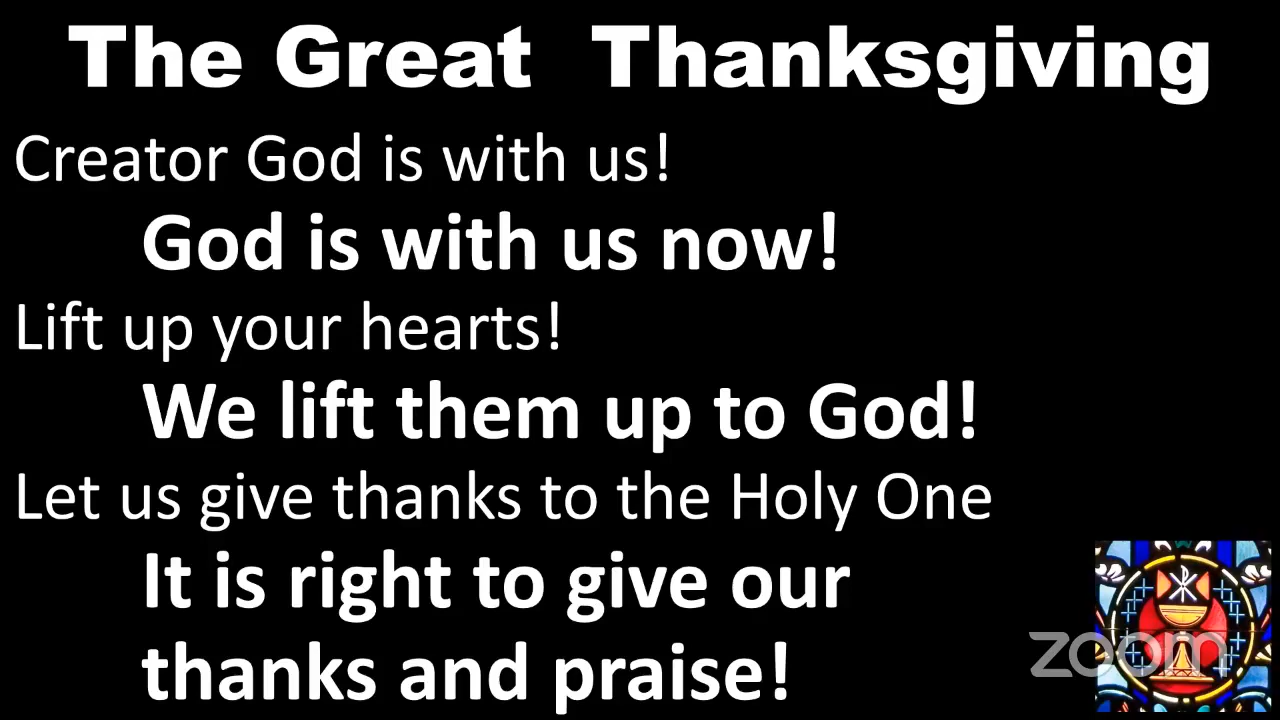 The Great Thanksgiving
Creator God is with us!
God is with us now!
Lift up your hearts!
We lift them up to God!
Let us give thanks to the Holy One
It is right to give our
thanks and praise!
zoom